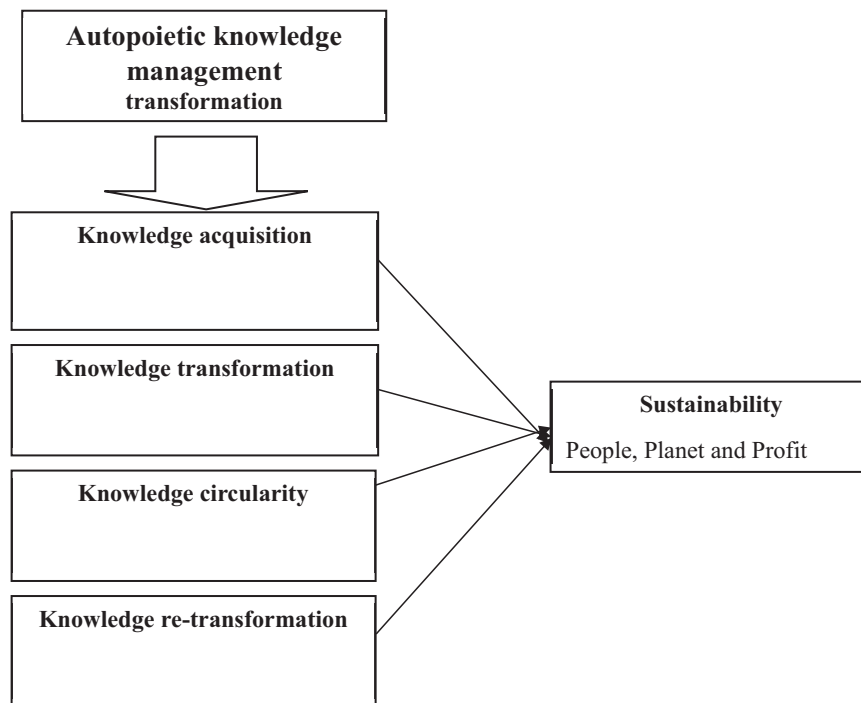 Autopoietic knowledge
management
transformation
Knowledge acquisition
Knowledge transformation
Knowledge circularity
Knowledge re-transformation
Sustainability
People, Planet and Profit